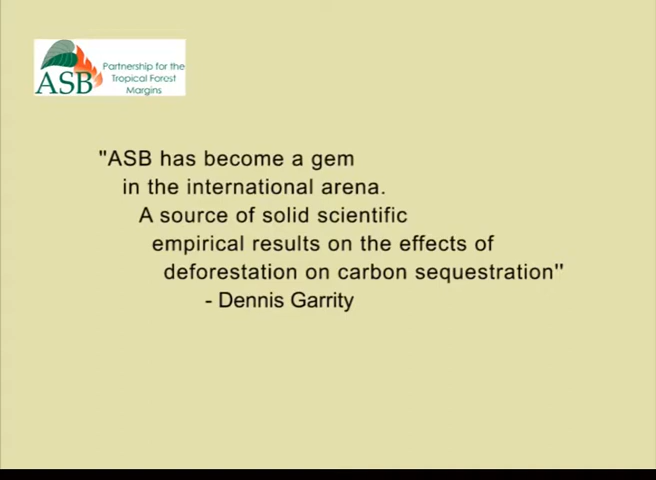 ASB
Partnership for the
Tropical Forest
Margins
"ASB has become a gem
in the international arena.
A source of solid scientific
empirical results on the effects of
deforestation on carbon sequestration"
- Dennis Garrity